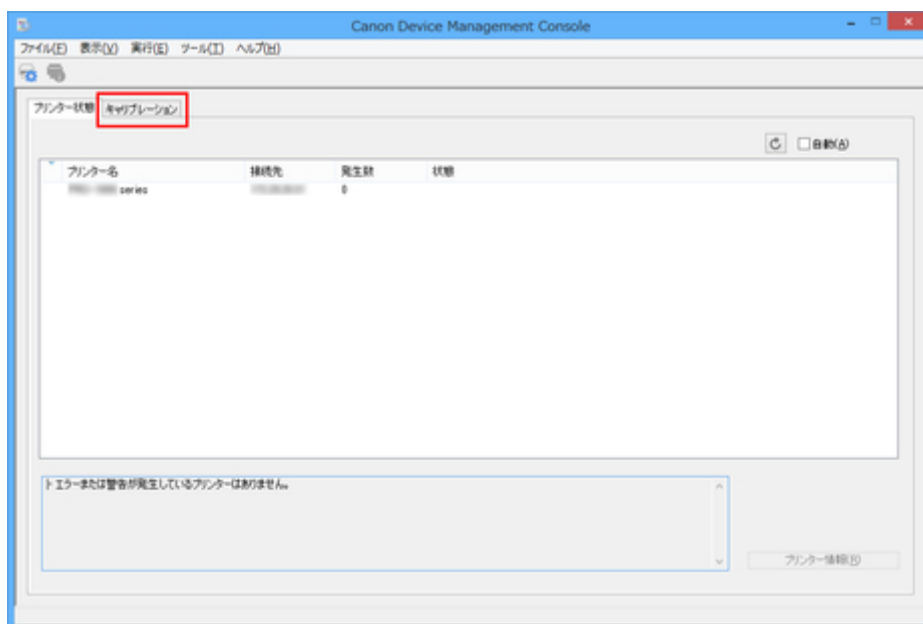 Canon Device Management Console
ファイル(F) 表示(V) 実行(E) ツール(T) ヘルプ(H)
プリンター状態 キャリブレーション
自動(A)
プリンター名 接続先 発生数 状態
series 0
エラーまたは警告が発生しているプリンターはありません。
プリンター情報(R)